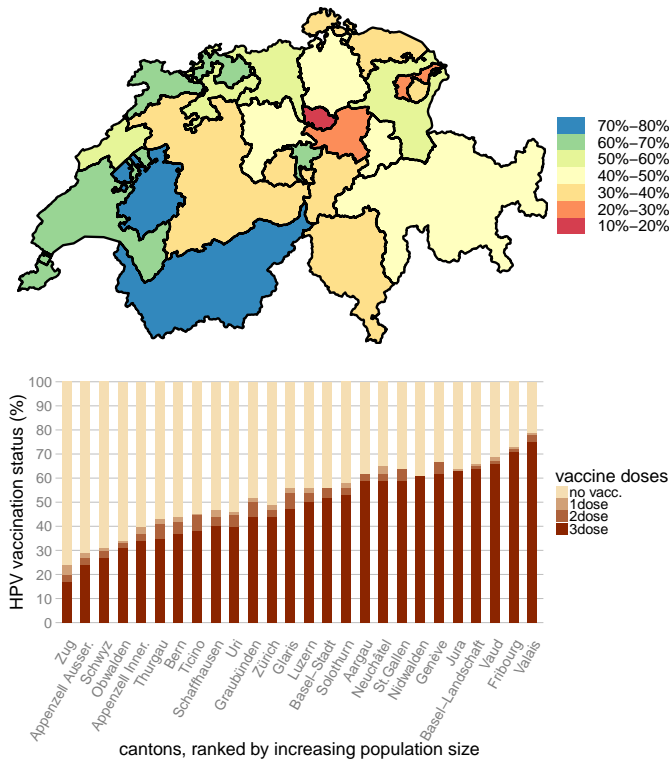 70%−80%
60%−70%
50%−60%
40%−50%
30%−40%
20%−30%
10%−20%
HPV vaccination status (%)
100
90
80
70
60
50
40
30
20
10
0
vaccine doses
no vacc.
1dose
2dose
3dose
Zug
Appenzell Ausser.
Schwyz
Obwalden
Appenzell Inner.
Thurgau
Bern
Ticino
Schaffhausen
Uri
Graubünden
Zürich
Glaris
Luzern
Basel−Stadt
Solothurn
Aargau
Neuchâtel
St. Gallen
Nidwalden
Genève
Jura
Basel−Landschaft
Vaud
Fribourg
Valais
cantons, ranked by increasing population size